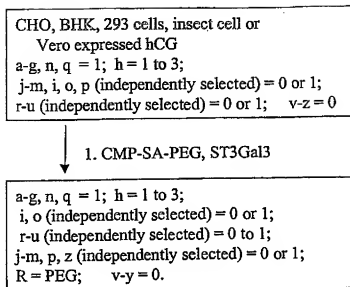 CHO, BHK, 293 cells, insect cell or
Vero expressed hCG
a-g, n, q = 1; h = 1 to 3;
j-m, i, o, p (independently selected) = 0 or 1;
r-u (independently selected) = 0 or 1; v-z = 0
1. CMP-SA-PEG, ST3Gal3
a-g, n, q = 1; h = 1 to 3;
i, o (independently selected) = 0 or 1;
r-u (independently selected) = 0 to 1;
j-m, p, z (independently selected) = 0 or 1;
R = PEG; v-y = 0.